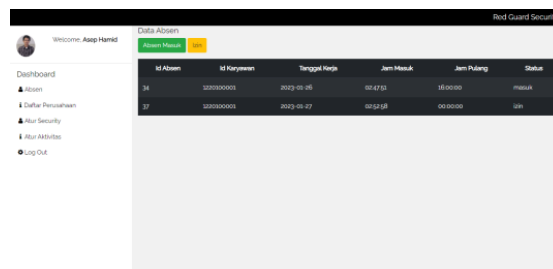 Red Guard Securi
Welcome, Asep Hamid
Dashboard
Absen
Daftar Perusahaan
Atur Security
Atur Aktivitas
Log Out
Data Absen
Absen Masuk Izin
Id Absen Id Karyawan Tanggal Kerja Jam Masuk Jam Pulang Status
34 1220100001 2023-01-26 02:47:51 16:00:00 masuk
37 1220100001 2023-01-27 02:52:58 00:00:00 izin